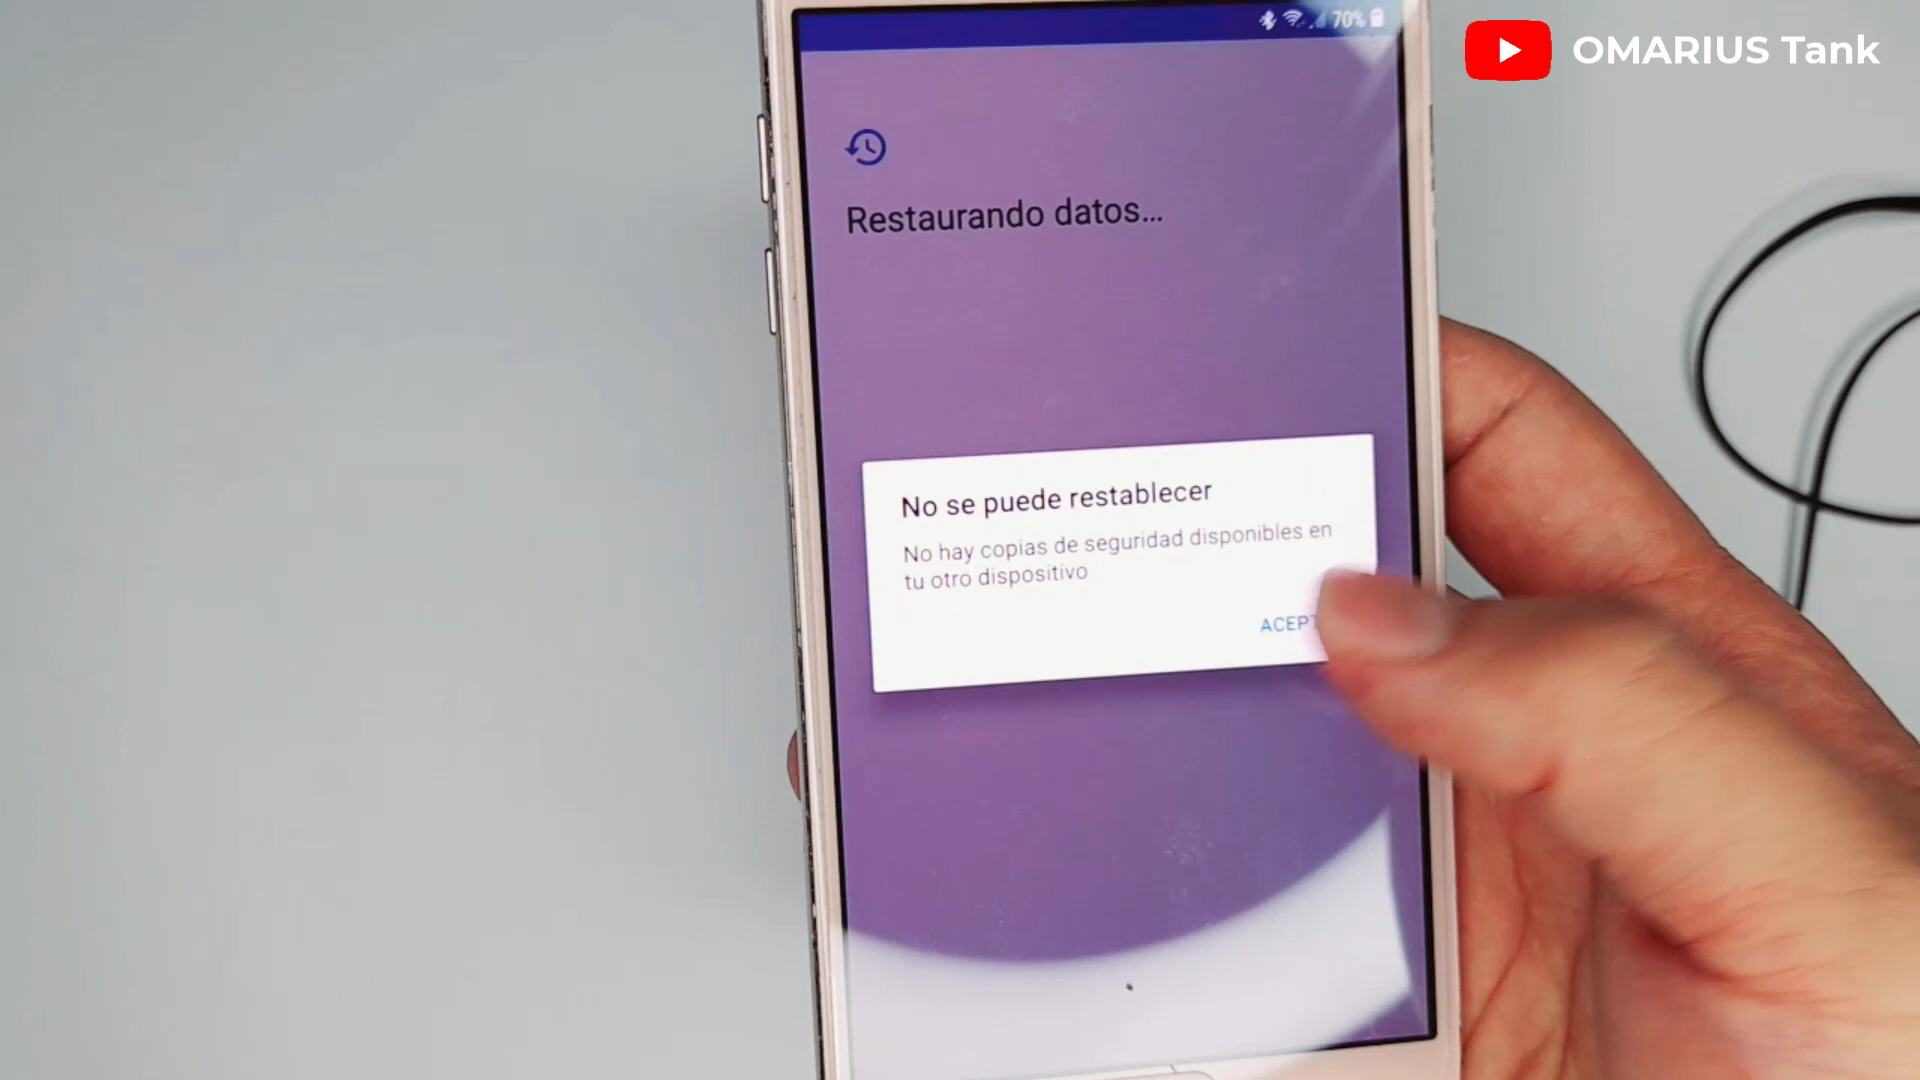 70%
OMARIUS Tank
Restaurando datos...
No se puede restablecer
No hay copias de seguridad disponibles en
tu otro dispositivo
ACEPT